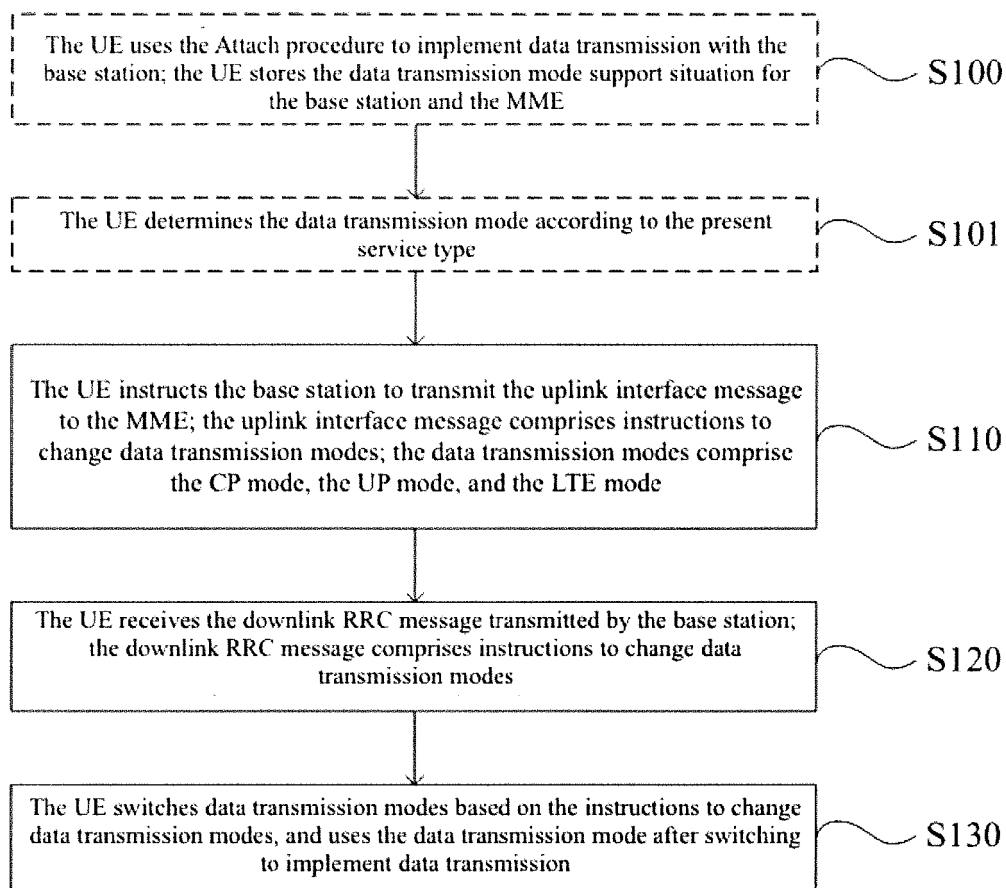 The UE uses the Attach procedure to implement data transmission with the
base station; the UE stores the data transmission mode support situation for
the base station and the MME
S100
The UE determines the data transmission mode according to the present
service type
S101
The UE instructs the base station to transmit the uplink interface message
to the MME; the uplink interface message comprises instructions to
change data transmission modes; the data transmission modes comprise
the CP mode, the UP mode, and the LTE mode
S110
The UE receives the downlink RRC message transmitted by the base station;
the downlink RRC message comprises instructions to change data
transmission modes
S120
The UE switches data transmission modes based on the instructions to change
data transmission modes, and uses the data transmission mode after switching
to implement data transmission
S130